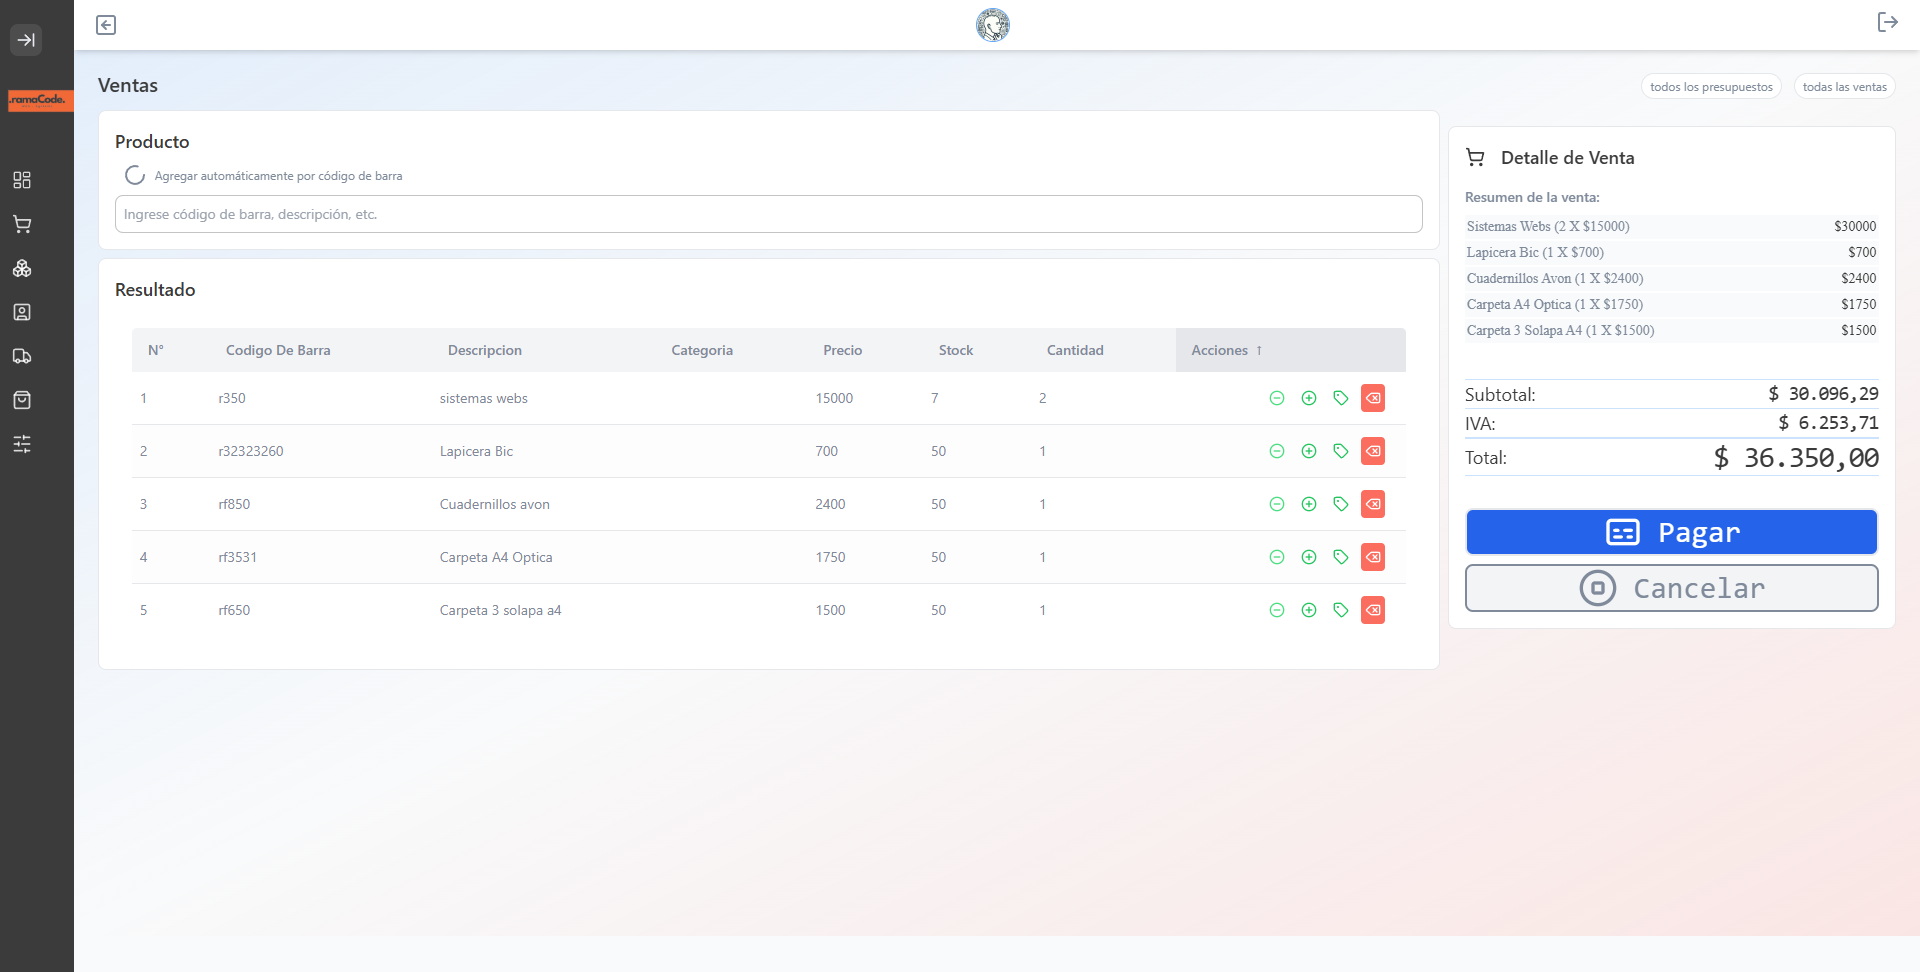 .ramaCode.
Ventas
todos los presupuestos
todas las ventas
Producto
Agregar automáticamente por código de barra
Ingrese código de barra, descripción, etc.
Resultado
N° Codigo De Barra Descripcion Categoria Precio Stock Cantidad Acciones ↑
1 r350 sistemas webs 15000 7 2
2 r32323260 Lapicera Bic 700 50 1
3 rf850 Cuadernillos avon 2400 50 1
4 rf3531 Carpeta A4 Optica 1750 50 1
5 rf650 Carpeta 3 solapa a4 1500 50 1
Detalle de Venta
Resumen de la venta:
Sistemas Webs (2 X $15000) $30000
Lapicera Bic (1 X $700) $700
Cuadernillos Avon (1 X $2400) $2400
Carpeta A4 Optica (1 X $1750) $1750
Carpeta 3 Solapa A4 (1 X $1500) $1500
Subtotal: $ 30.096,29
IVA: $ 6.253,71
Total: $ 36.350,00
Pagar
Cancelar